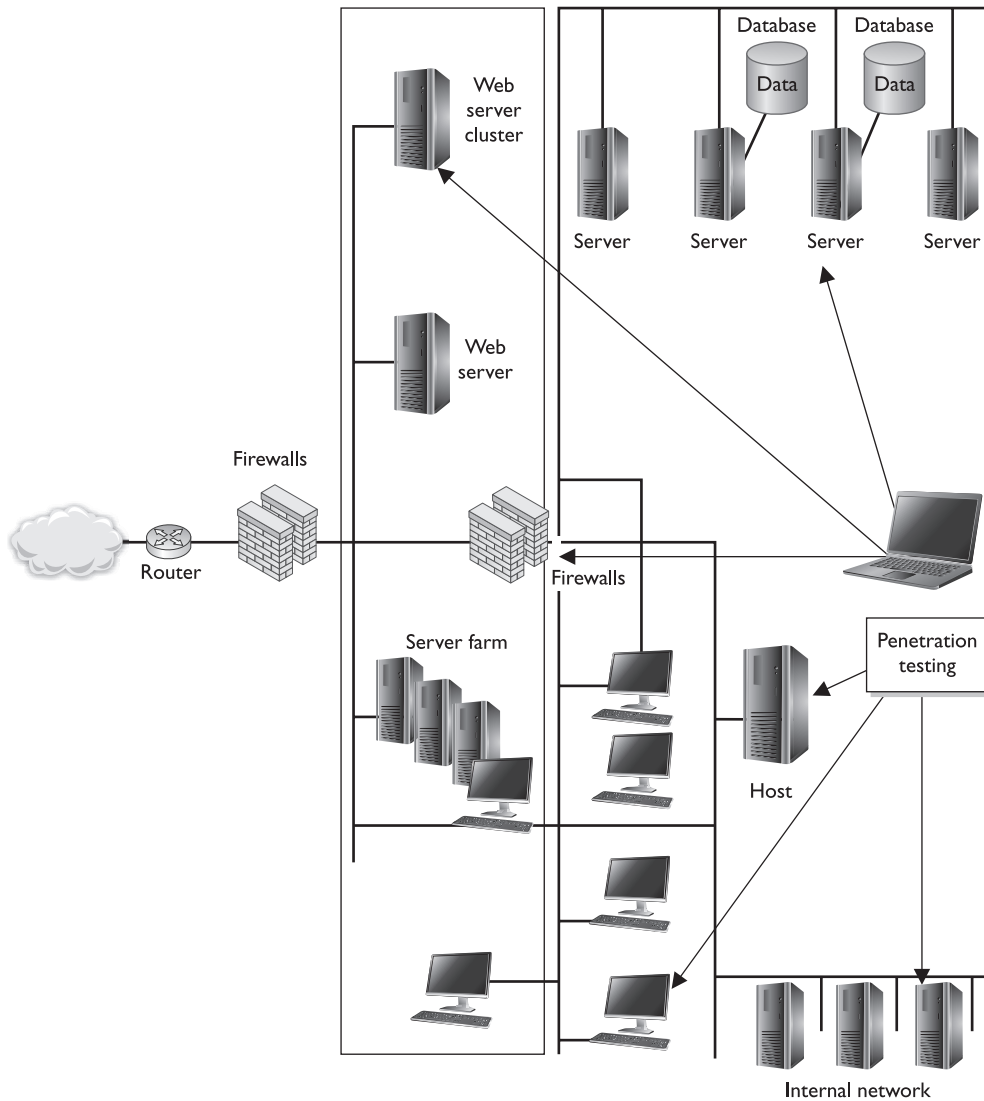 Database
Database
Data
Data
Web
server
cluster
Server
Server
Server
Server
Web
server
Firewalls
Router
Firewalls
Server farm
Penetration
testing
Host
Internal network